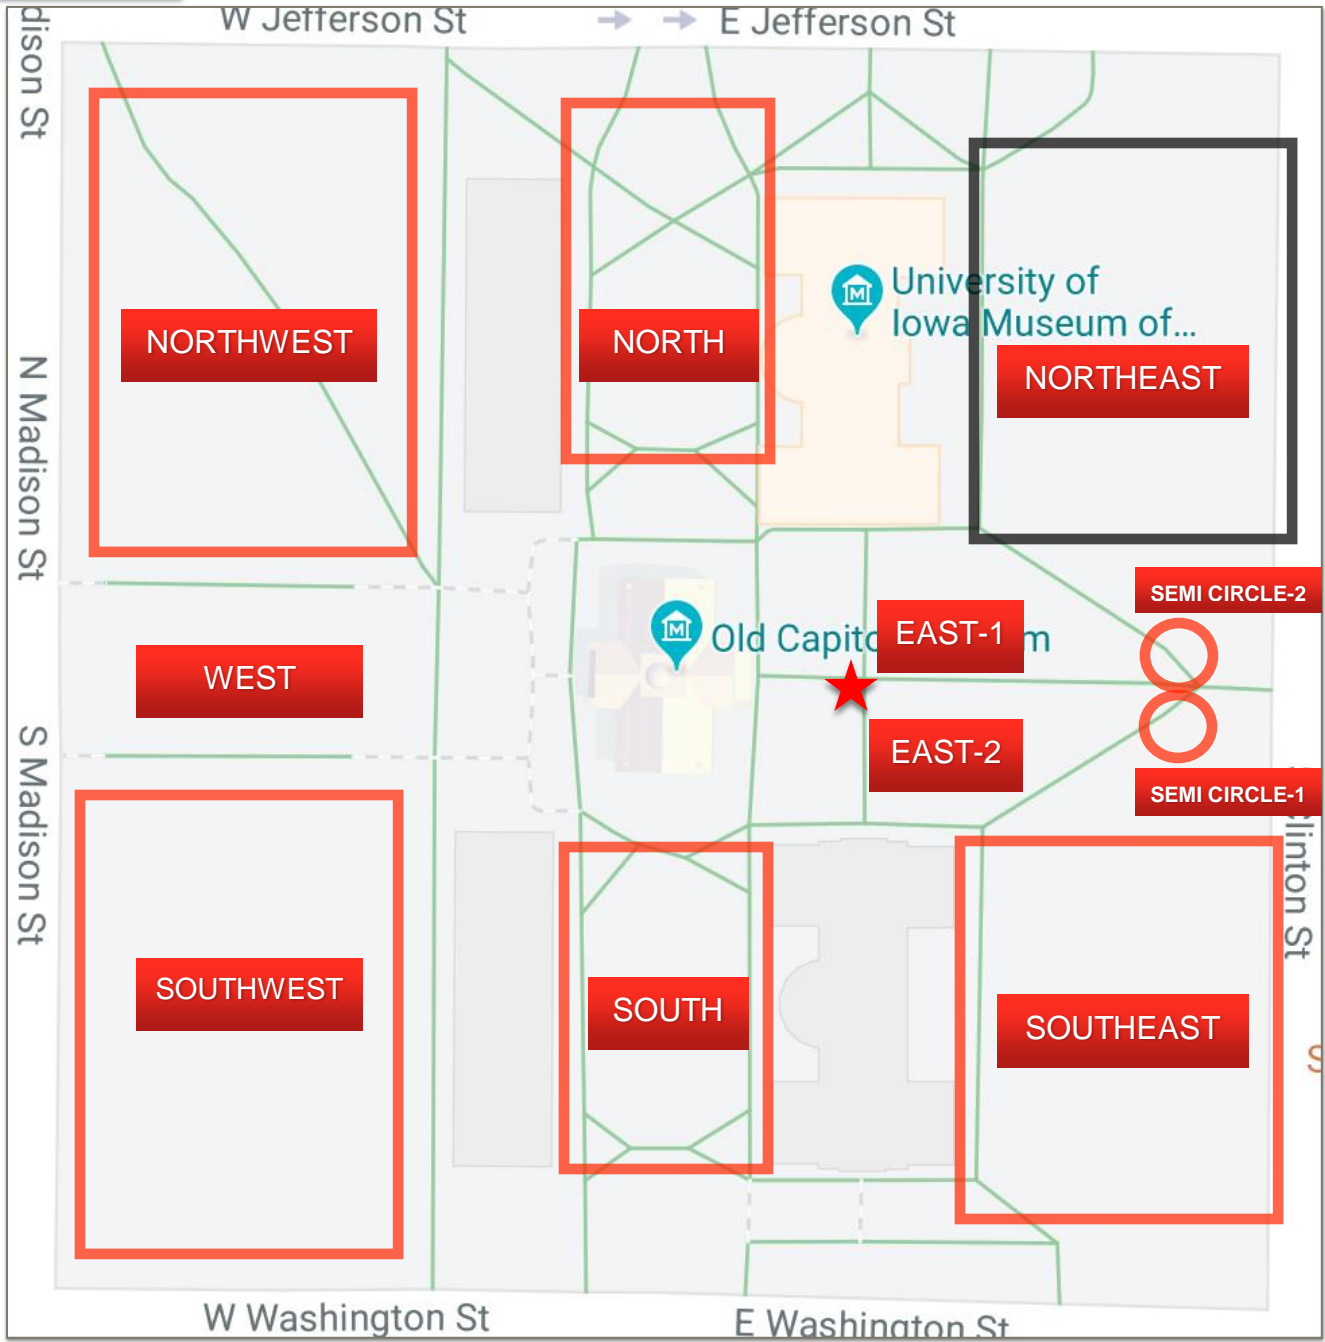 W Jefferson St
E Jefferson St
dison St
NORTHWEST
NORTH
University of
Iowa Museum of...
NORTHEAST
N Madison St
SEMI CIRCLE-2
Old Capito
EAST-1
m
WEST
EAST-2
SEMI CIRCLE-1
S Madison St
Clinton St
SOUTHWEST
SOUTH
SOUTHEAST
S
W Washington St
E Washington St